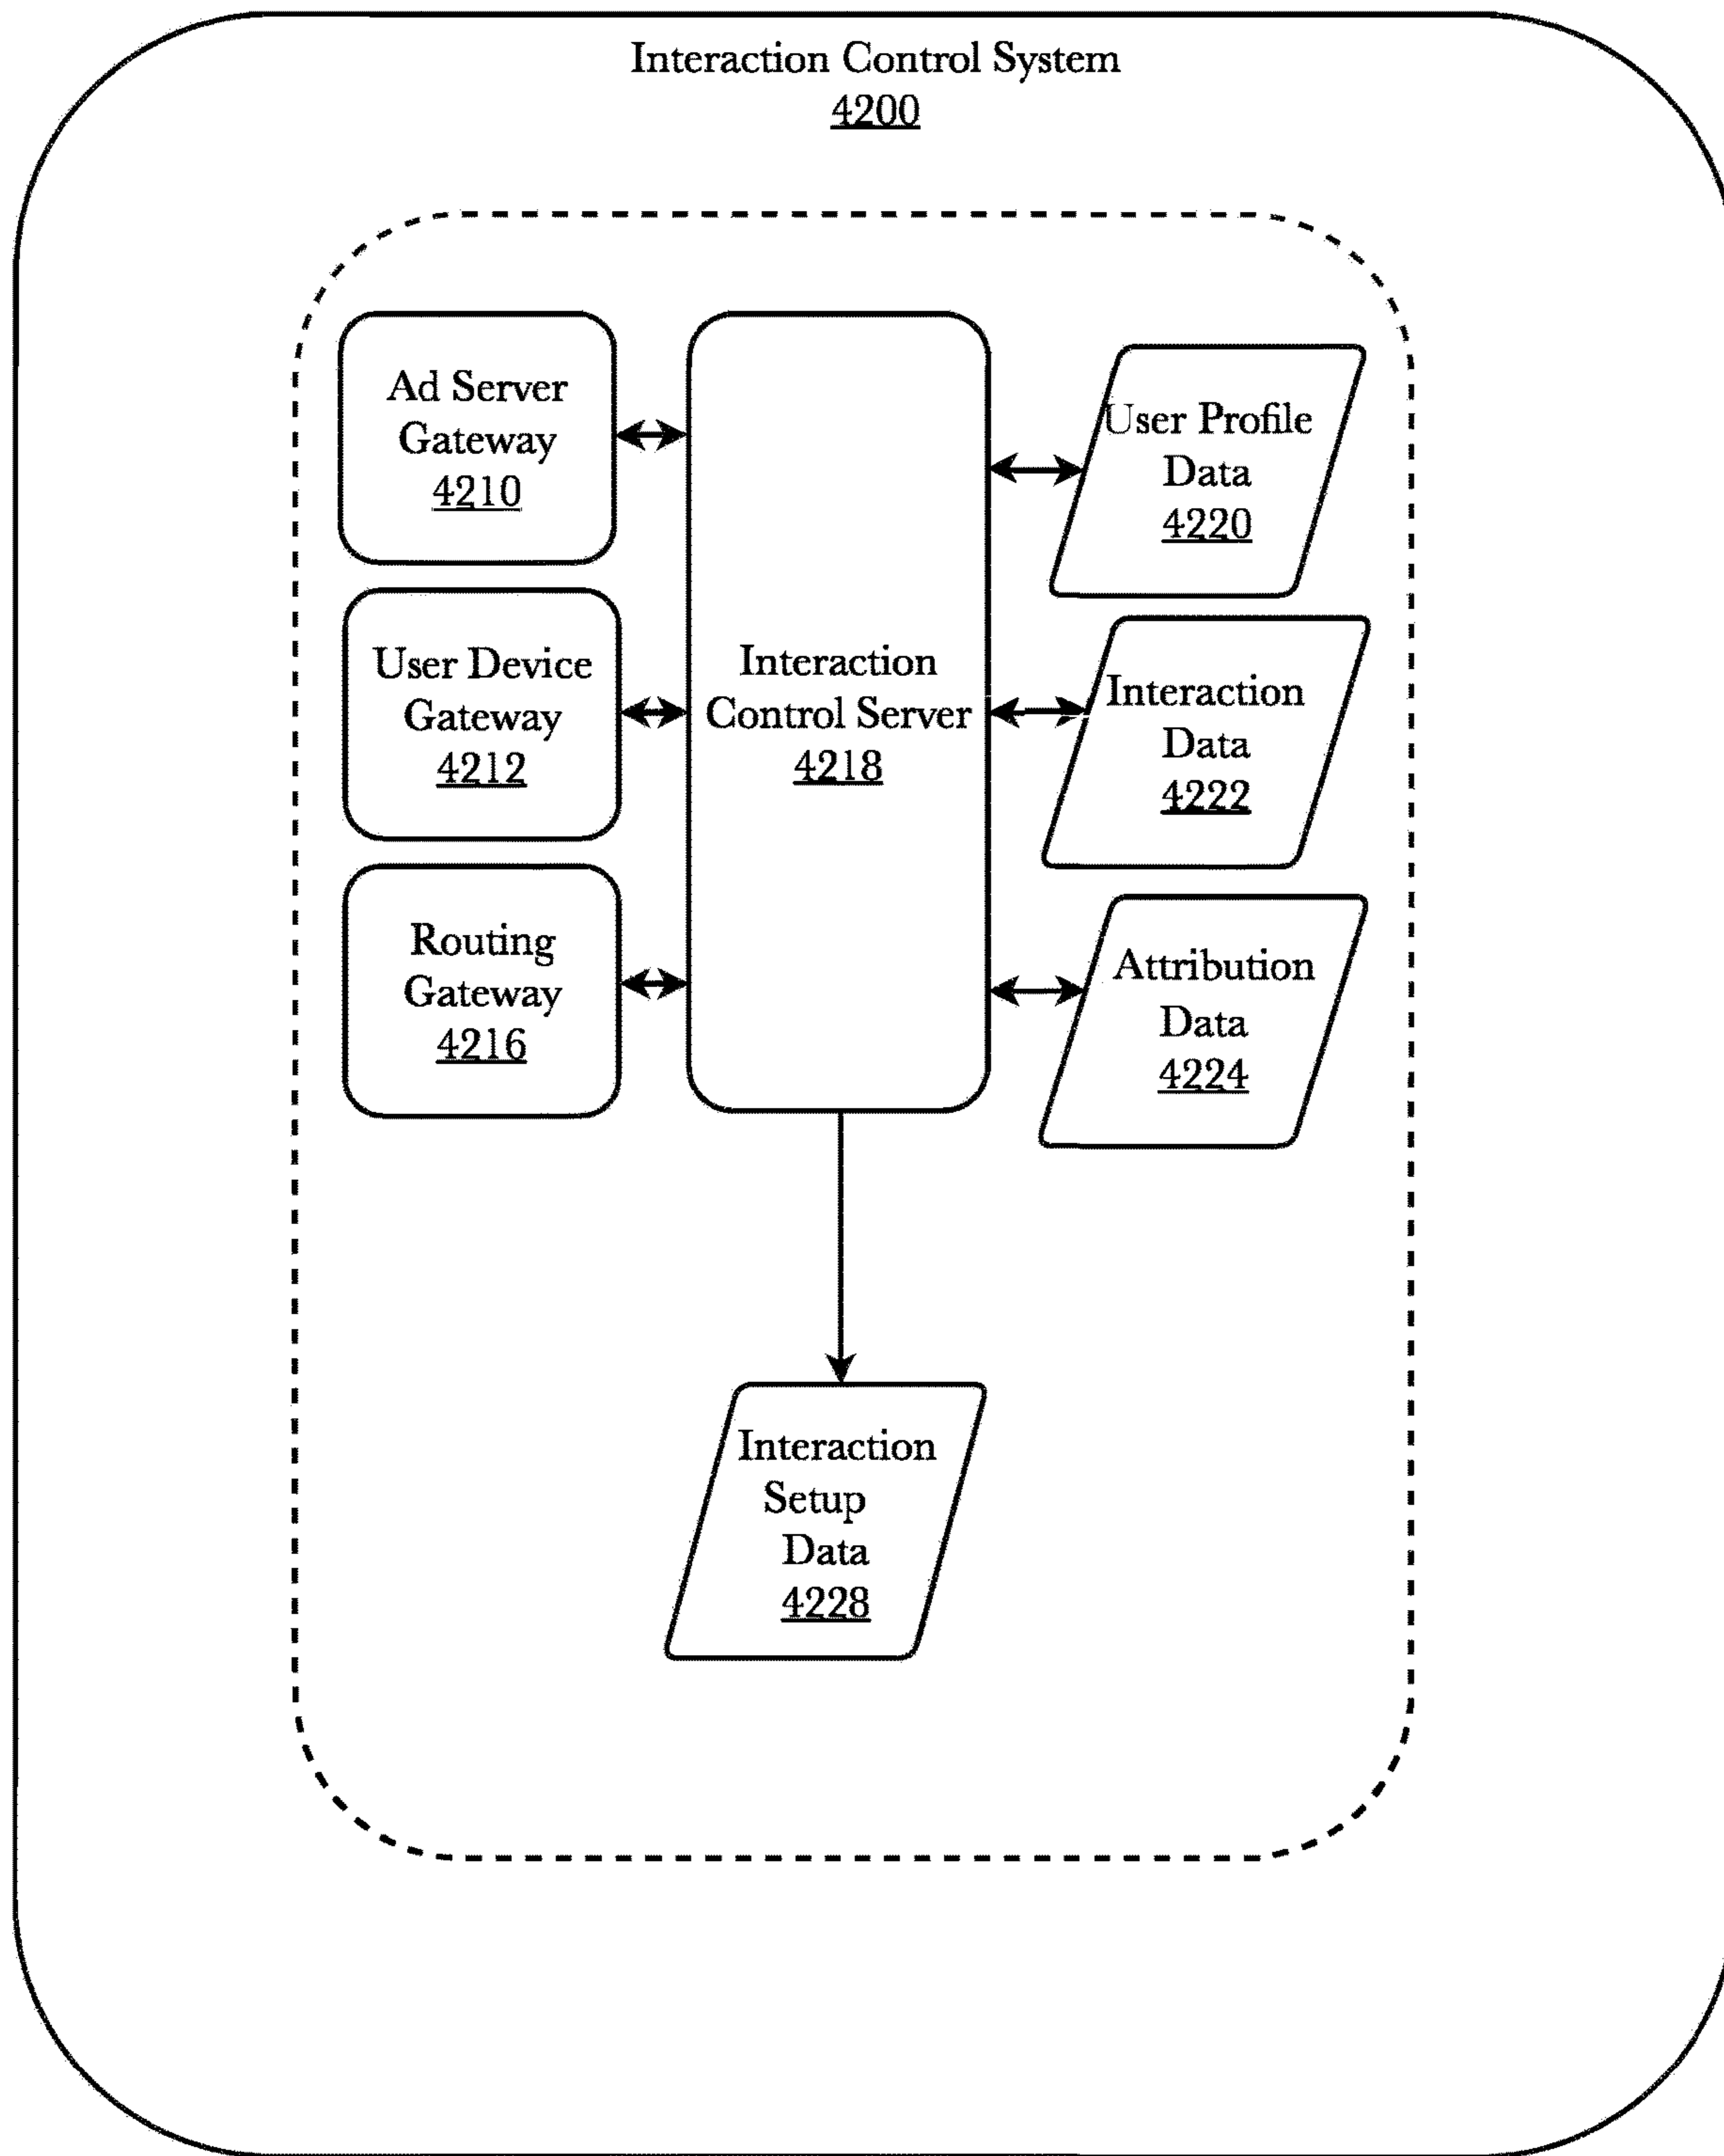 Interaction Control System
4200
Ad Server
Gateway
4210
User Device
Gateway
4212
Routing
Gateway
4216
Interaction
Control Server
4218
User Profile
Data
4220
Interaction
Data
4222
Attribution
Data
4224
Interaction
Setup
Data
4228